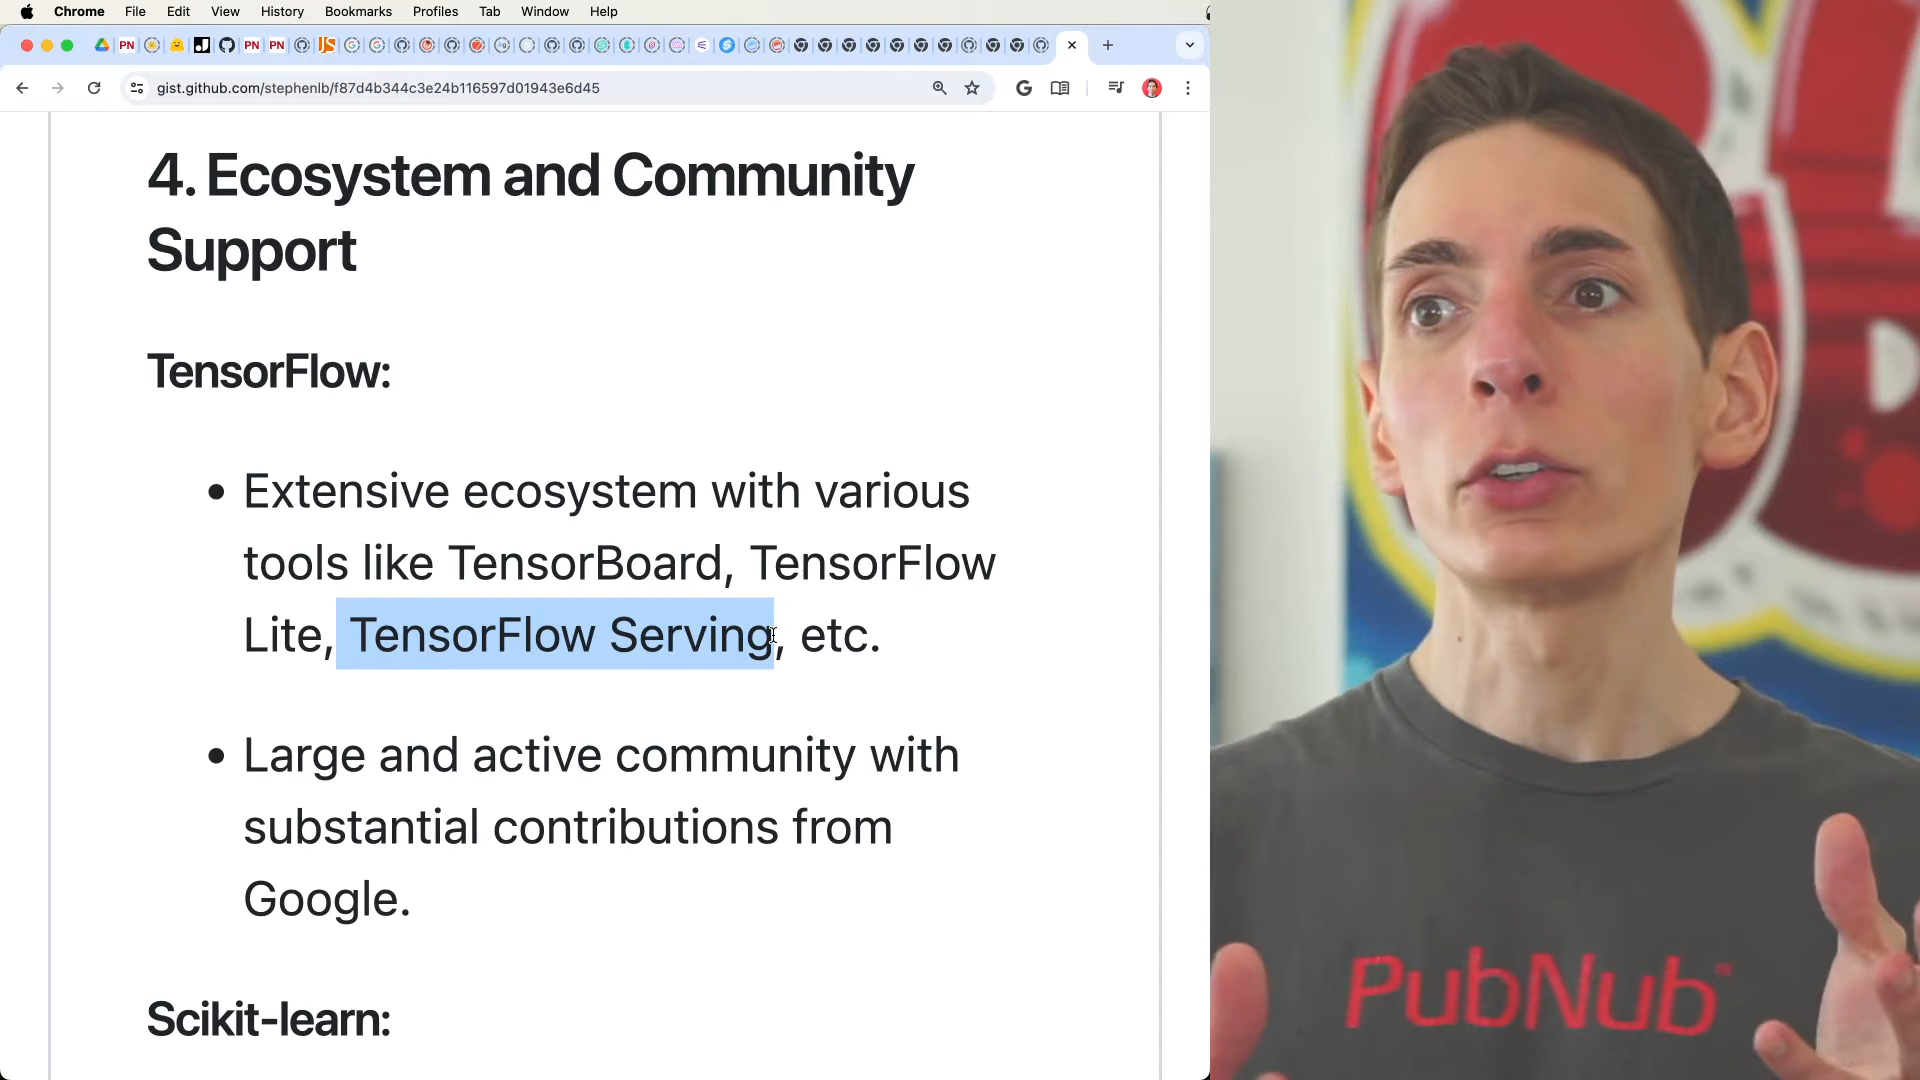 Chrome File Edit View History Bookmarks Profiles Tab Window Help
gist.github.com/stephenlb/f87d4b344c3e24b116597d01943e6d45
4. Ecosystem and Community
Support
TensorFlow:
• Extensive ecosystem with various
tools like TensorBoard, TensorFlow
Lite, TensorFlow Serving, etc.
• Large and active community with
substantial contributions from
Google.
Scikit-learn:
PubNub